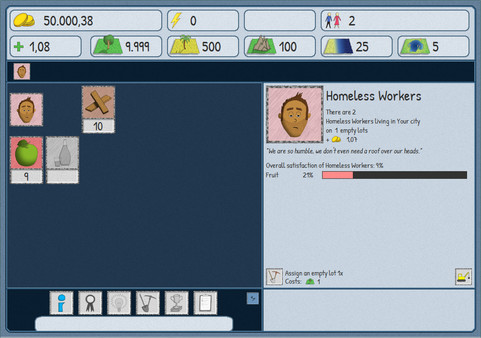 50.000,38
0
2
+ 1,08
9.999
500
100
25
5
Homeless Workers
There are 2
Homeless Workers living in Your city
on 1 empty lots
+ 1,07
"We are so humble, we don't even need a roof over our heads."
Overall satisfaction of Homeless Workers: 9%
Fruit 21%
10
9
Assign an empty lot 1x
Costs: 1